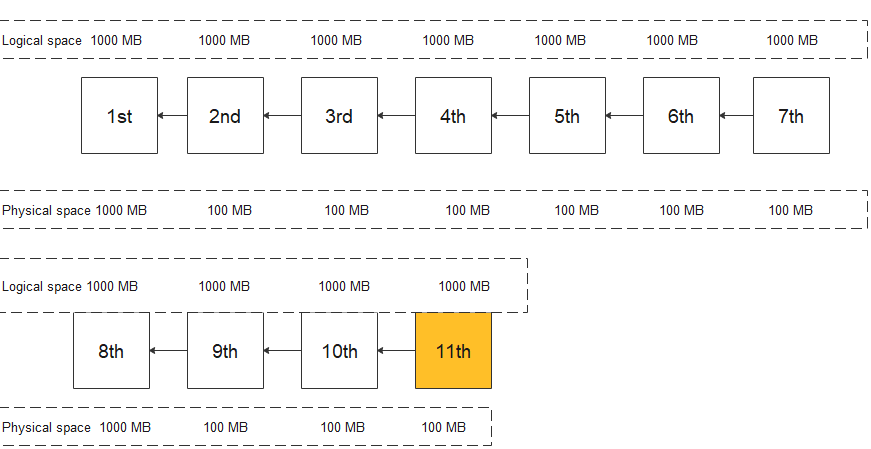 Logical space 1000 MB 1000 MB 1000 MB 1000 MB 1000 MB 1000 MB 1000 MB
1st 2nd 3rd 4th 5th 6th 7th
Physical space 1000 MB 100 MB 100 MB 100 MB 100 MB 100 MB 100 MB
Logical space 1000 MB 1000 MB 1000 MB 1000 MB
8th 9th 10th 11th
Physical space 1000 MB 100 MB 100 MB 100 MB